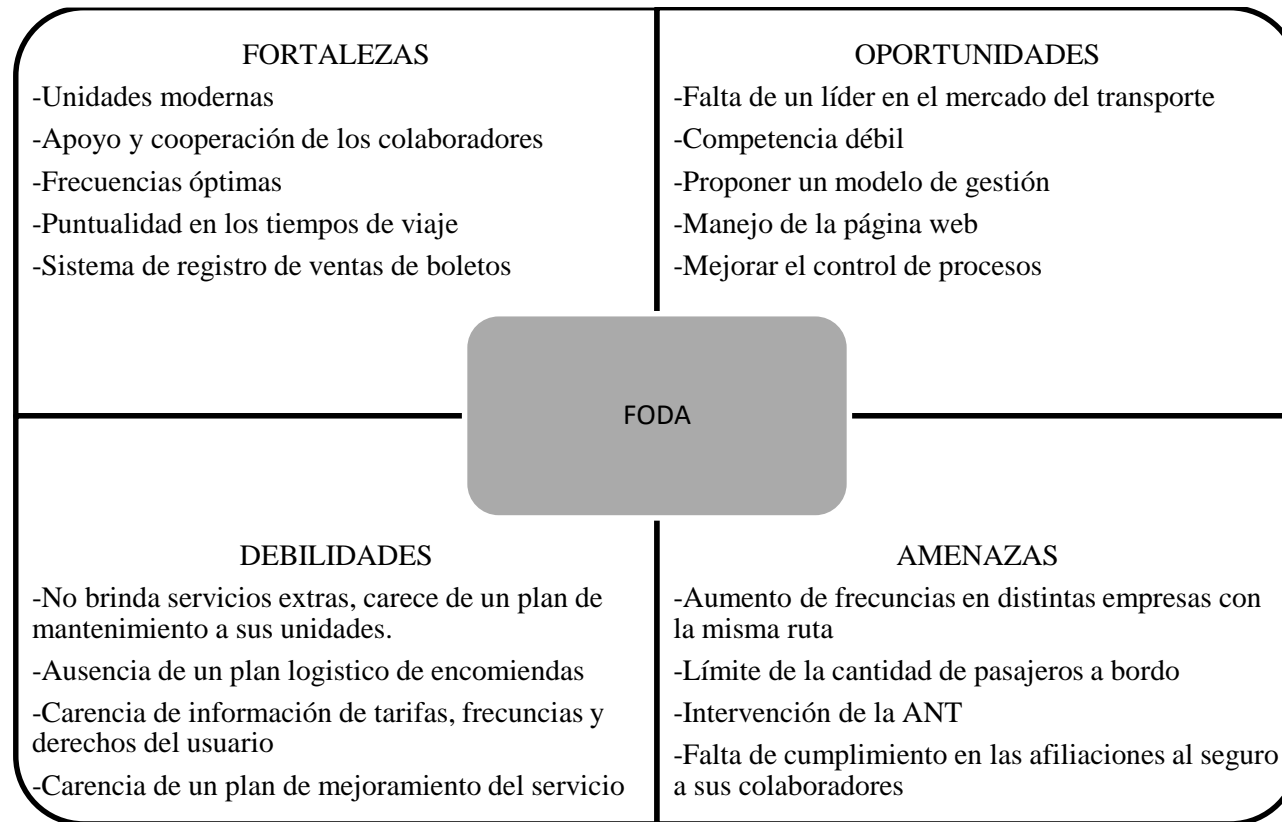 FORTALEZAS
-Unidades modernas
-Apoyo y cooperación de los colaboradores
-Frecuencias óptimas
-Puntualidad en los tiempos de viaje
-Sistema de registro de ventas de boletos
OPORTUNIDADES
-Falta de un líder en el mercado del transporte
-Competencia débil
-Proponer un modelo de gestión
-Manejo de la página web
-Mejorar el control de procesos
FODA
DEBILIDADES
-No brinda servicios extras, carece de un plan de
mantenimiento a sus unidades.
-Ausencia de un plan logistico de encomiendas
-Carencia de información de tarifas, frecuncias y
derechos del usuario
-Carencia de un plan de mejoramiento del servicio
AMENAZAS
-Aumento de frecuncias en distintas empresas con
la misma ruta
-Límite de la cantidad de pasajeros a bordo
-Intervención de la ANT
-Falta de cumplimiento en las afiliaciones al seguro
a sus colaboradores